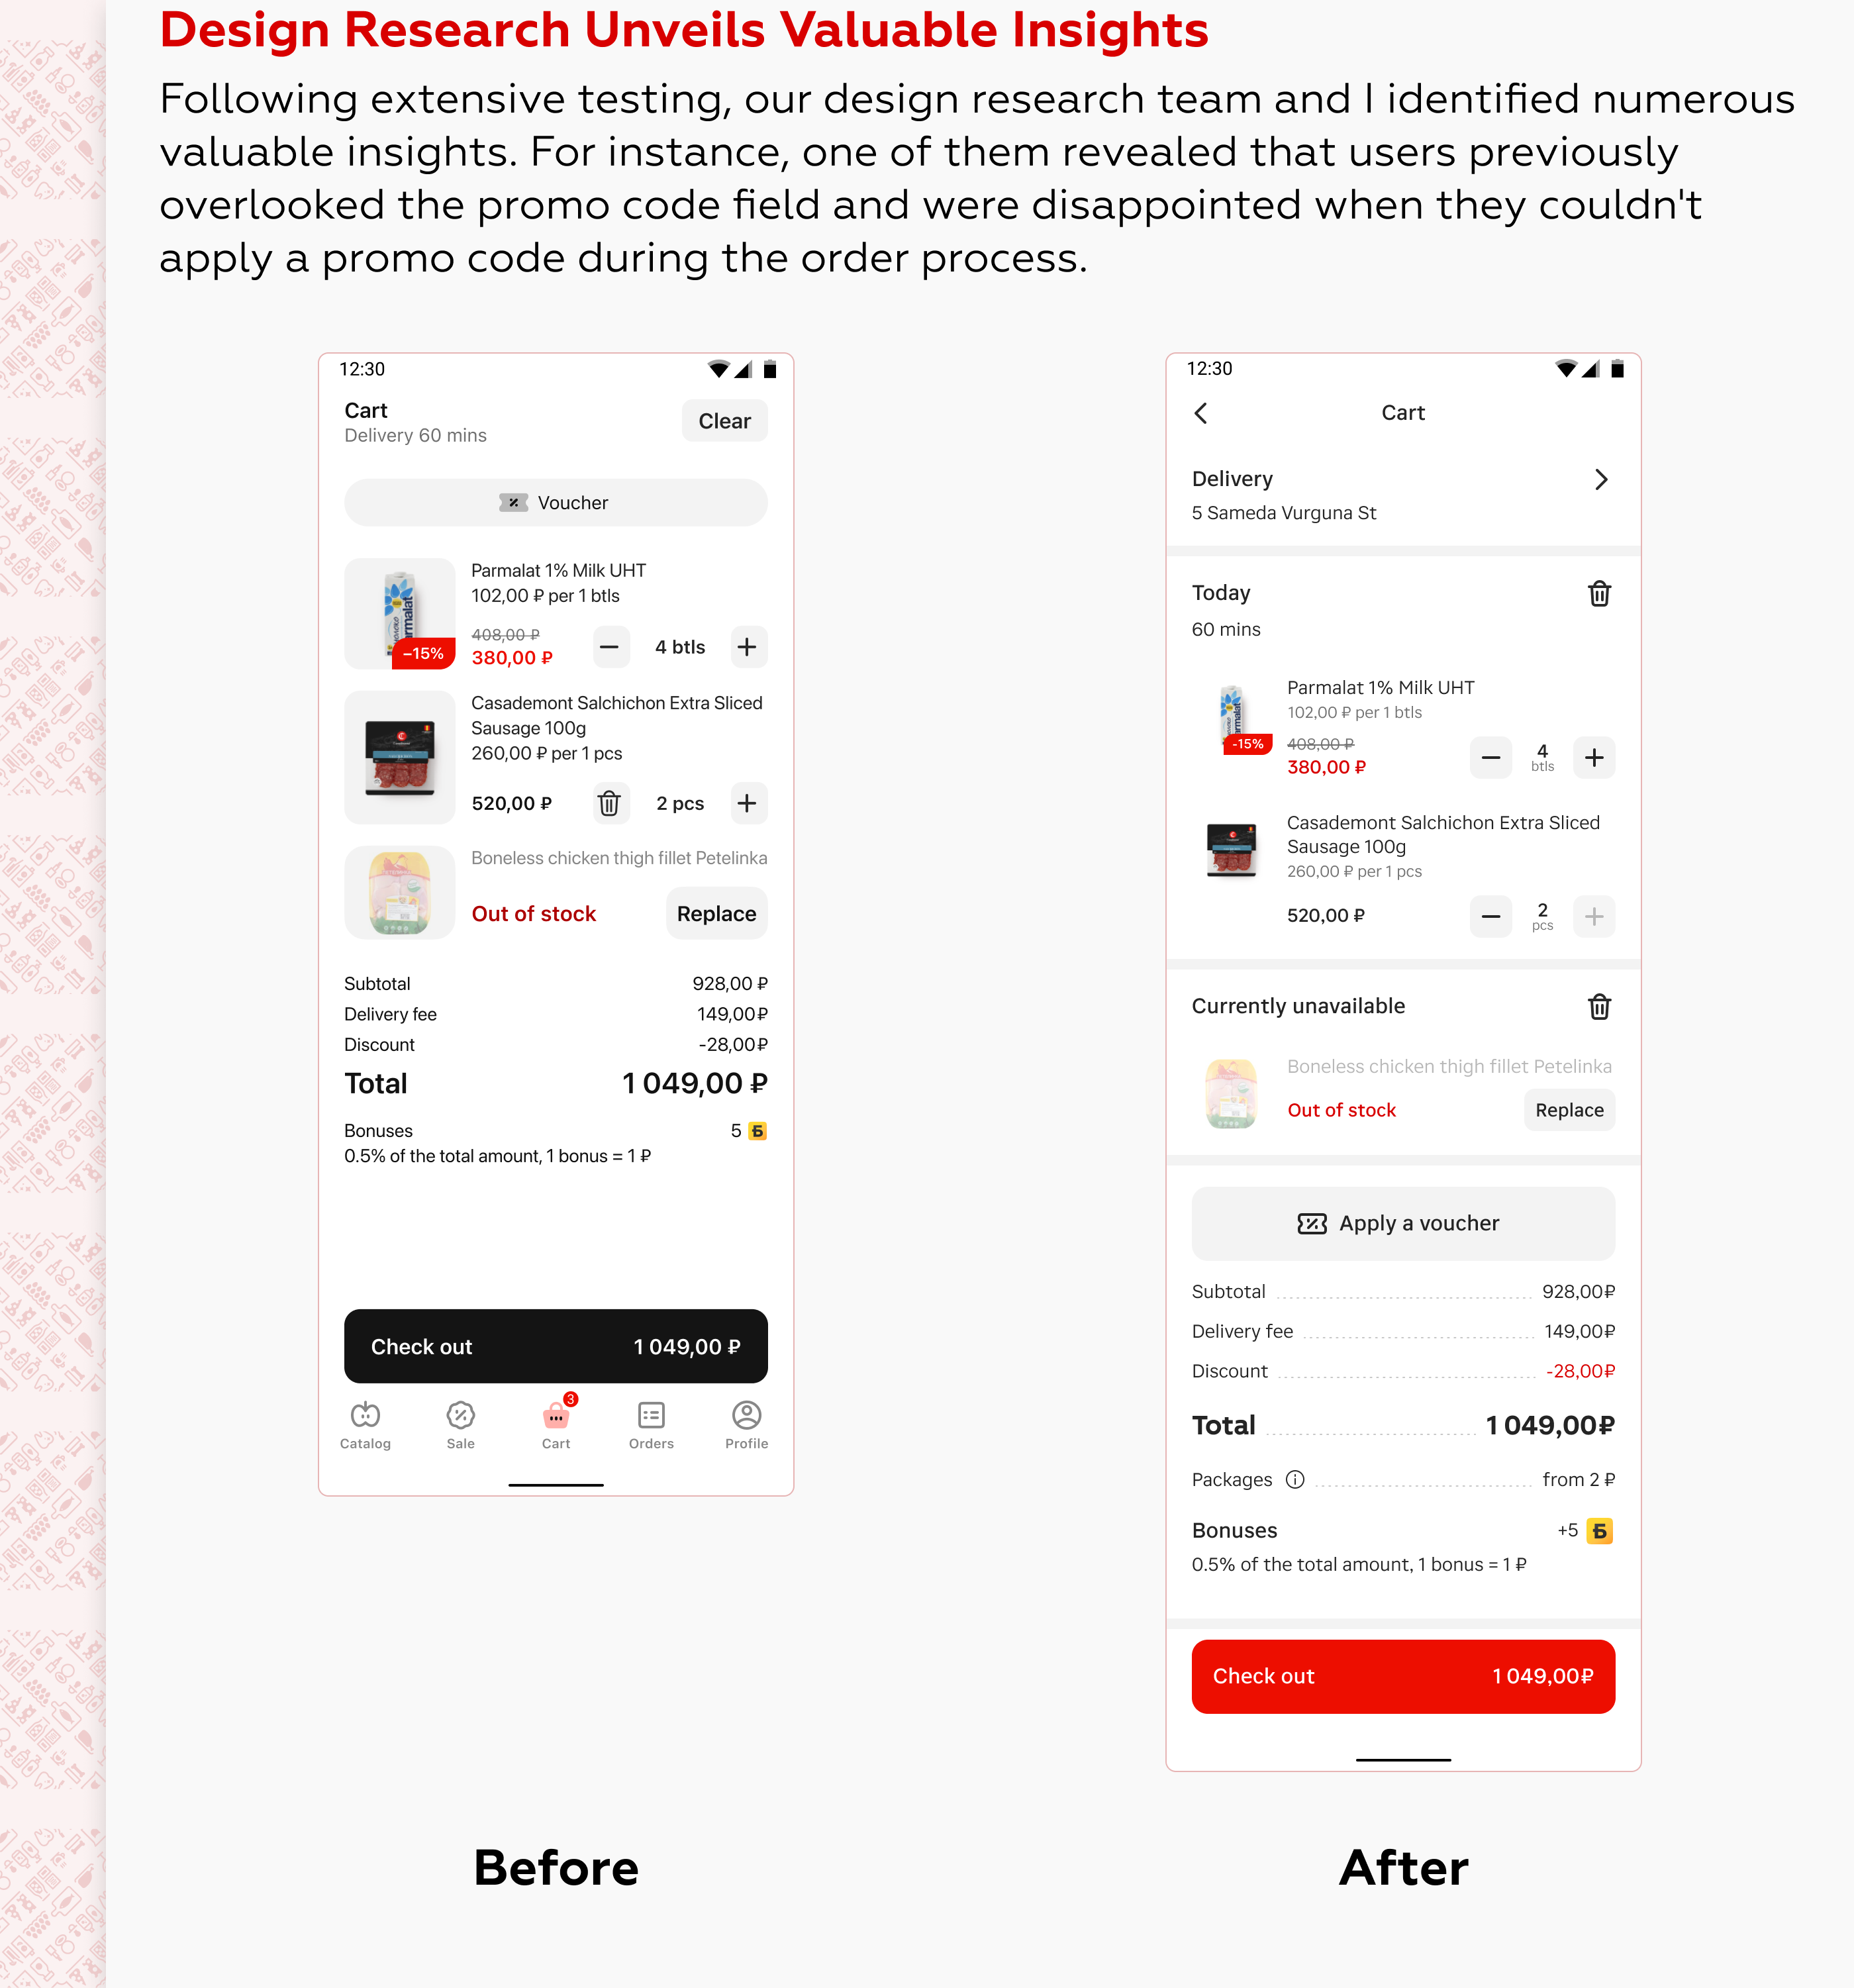 Design Research Unveils Valuable Insights
Following extensive testing, our design research team and I identified numerous
valuable insights. For instance, one of them revealed that users previously
overlooked the promo code field and were disappointed when they couldn't
apply a promo code during the order process.
12:30
Cart
Clear
Delivery 60 mins
Voucher
Parmalat 1% Milk UHT
102,00 ₽ per 1 btls
408,00 ₽
380,00 ₽
4 btls
–15%
Casademont Salchichon Extra Sliced
Sausage 100g
260,00 ₽ per 1 pcs
520,00 ₽
2 pcs
Boneless chicken thigh fillet Petelinka
Out of stock
Replace
Subtotal 928,00 ₽
Delivery fee 149,00₽
Discount -28,00₽
Total 1 049,00 ₽
Bonuses 5 Б
0.5% of the total amount, 1 bonus = 1 ₽
Check out 1 049,00 ₽
3
Catalog Sale Cart Orders Profile
Before
12:30
Cart
Delivery
5 Sameda Vurguna St
Today
60 mins
Parmalat 1% Milk UHT
102,00 ₽ per 1 btls
408,00 ₽
380,00 ₽
4
btls
-15%
Casademont Salchichon Extra Sliced
Sausage 100g
260,00 ₽ per 1 pcs
520,00 ₽
2
pcs
Currently unavailable
Boneless chicken thigh fillet Petelinka
Out of stock
Replace
Apply a voucher
Subtotal 928,00₽
Delivery fee 149,00₽
Discount -28,00₽
Total 1 049,00₽
Packages from 2 ₽
Bonuses +5 Б
0.5% of the total amount, 1 bonus = 1 ₽
Check out 1 049,00₽
After